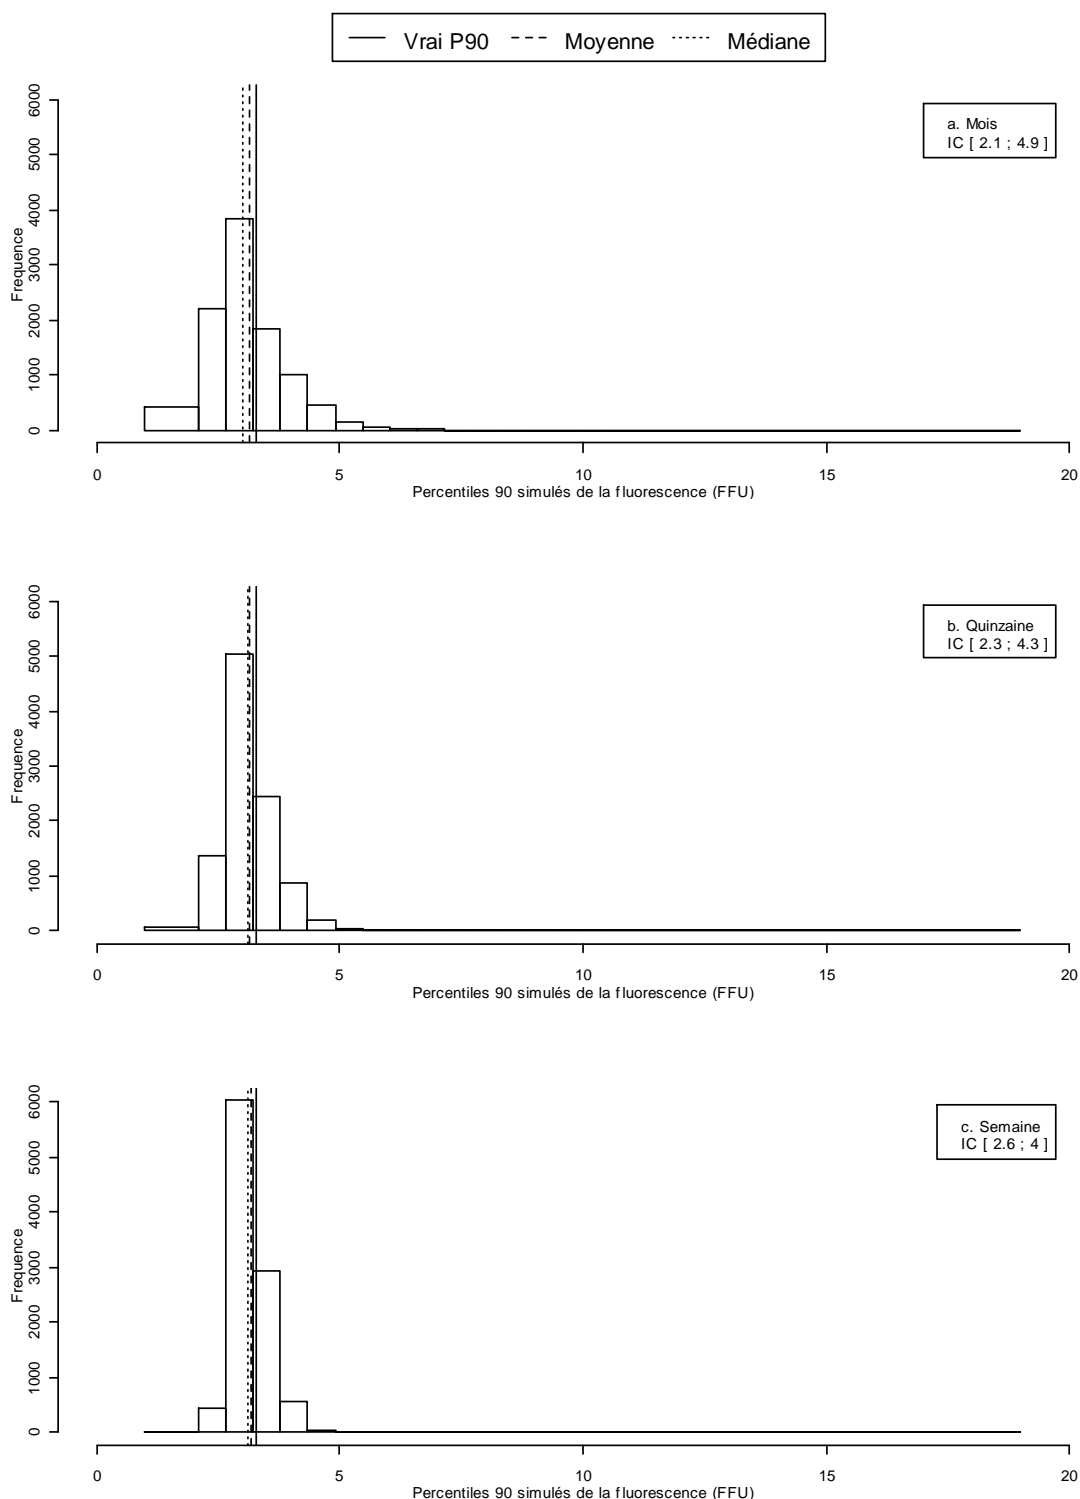 Vrai P90 Moyenne Médiane
a. Mois
IC [ 2.1 ; 4.9 ]
Frequence
6000
5000
4000
3000
2000
1000
0
0 5 10 15 20
Percentiles 90 simulés de la fluorescence (FFU)
b. Quinzaine
IC [ 2.3 ; 4.3 ]
Frequence
6000
5000
4000
3000
2000
1000
0
0 5 10 15 20
Percentiles 90 simulés de la fluorescence (FFU)
c. Semaine
IC [ 2.6 ; 4 ]
Frequence
6000
5000
4000
3000
2000
1000
0
0 5 10 15 20
Percentiles 90 simulés de la fluorescence (FFU)